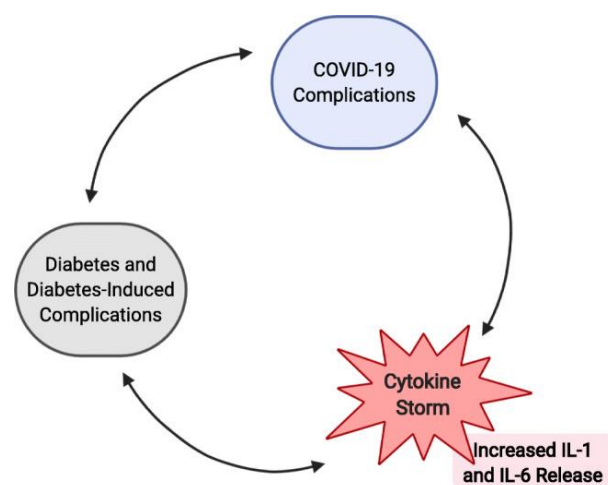 COVID-19
Complications
Diabetes and
Diabetes-Induced
Complications
Cytokine
Storm
Increased IL-1
and IL-6 Release